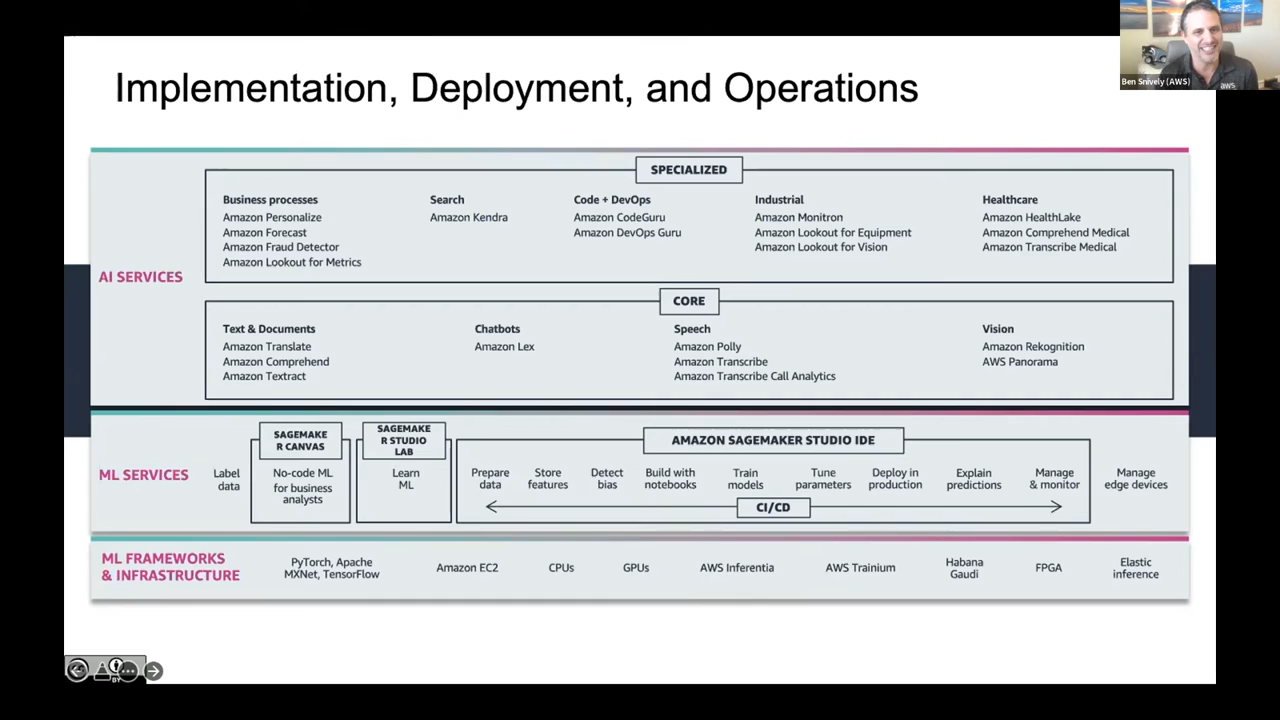 Implementation, Deployment, and Operations
Ben Snively (AWS)
aws
SPECIALIZED
AI SERVICES
Business processes
Amazon Personalize
Amazon Forecast
Amazon Fraud Detector
Amazon Lookout for Metrics
Search
Amazon Kendra
Code + DevOps
Amazon CodeGuru
Amazon DevOps Guru
Industrial
Amazon Monitron
Amazon Lookout for Equipment
Amazon Lookout for Vision
Healthcare
Amazon HealthLake
Amazon Comprehend Medical
Amazon Transcribe Medical
CORE
Text & Documents
Amazon Translate
Amazon Comprehend
Amazon Textract
Chatbots
Amazon Lex
Speech
Amazon Polly
Amazon Transcribe
Amazon Transcribe Call Analytics
Vision
Amazon Rekognition
AWS Panorama
ML SERVICES
Label
data
SAGEMAKE
R CANVAS
No-code ML
for business
analysts
SAGEMAKE
R STUDIO
LAB
Learn
ML
AMAZON SAGEMAKER STUDIO IDE
Prepare
data
Store
features
Detect
bias
Build with
notebooks
Train
models
Tune
parameters
Deploy in
production
Explain
predictions
Manage
& monitor
CI/CD
Manage
edge devices
ML FRAMEWORKS
& INFRASTRUCTURE
PyTorch, Apache
MXNet, TensorFlow
Amazon EC2
CPUs
GPUs
AWS Inferentia
AWS Trainium
Habana
Gaudi
FPGA
Elastic
inference
BY